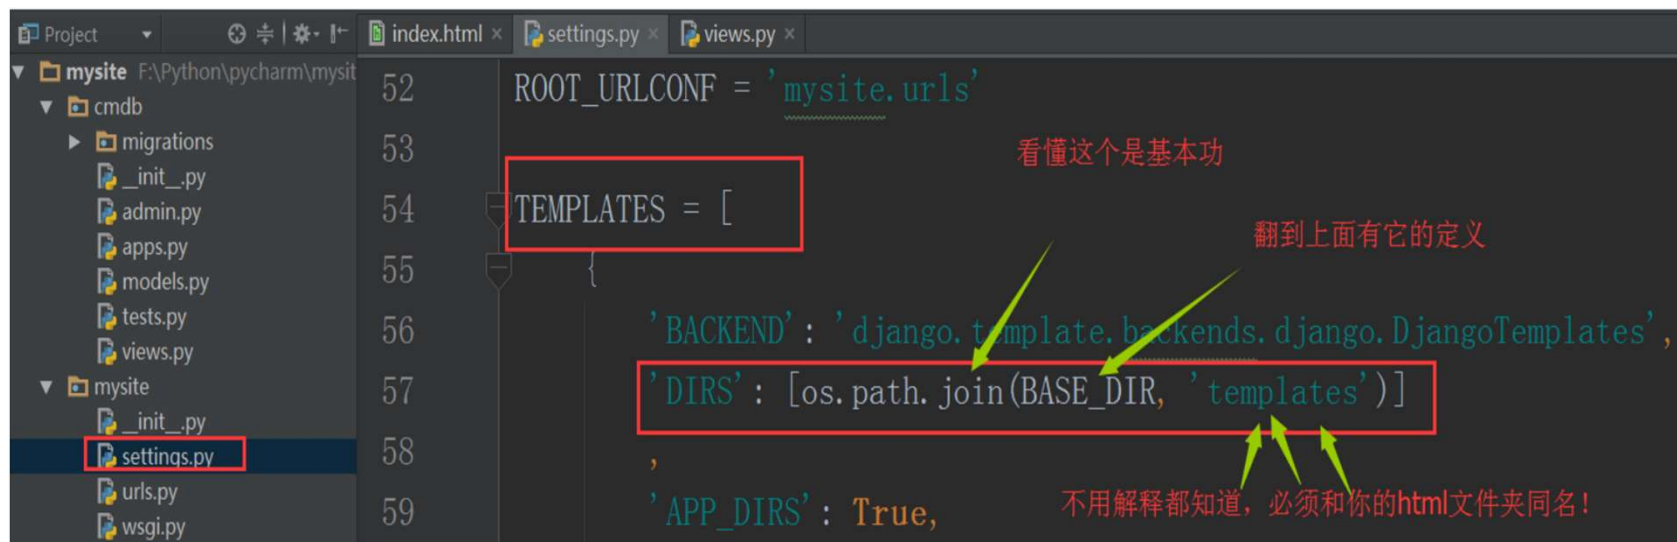 Project
index.html
settings.py
views.py
mysite F:\Python\pycharm\mysit
cmdb
migrations
__init__.py
admin.py
apps.py
models.py
tests.py
views.py
mysite
__init__.py
settings.py
urls.py
wsgi.py
52 ROOT_URLCONF = 'mysite.urls'
53
看懂这个是基本功
54 TEMPLATES = [
翻到上面有它的定义
55 {
56 'BACKEND': 'django.template.backends.django.DjangoTemplates',
57 'DIRS': [os.path.join(BASE_DIR, 'templates')]
58 ,
59 'APP_DIRS': True,
不用解释都知道，必须和你的html文件夹同名！